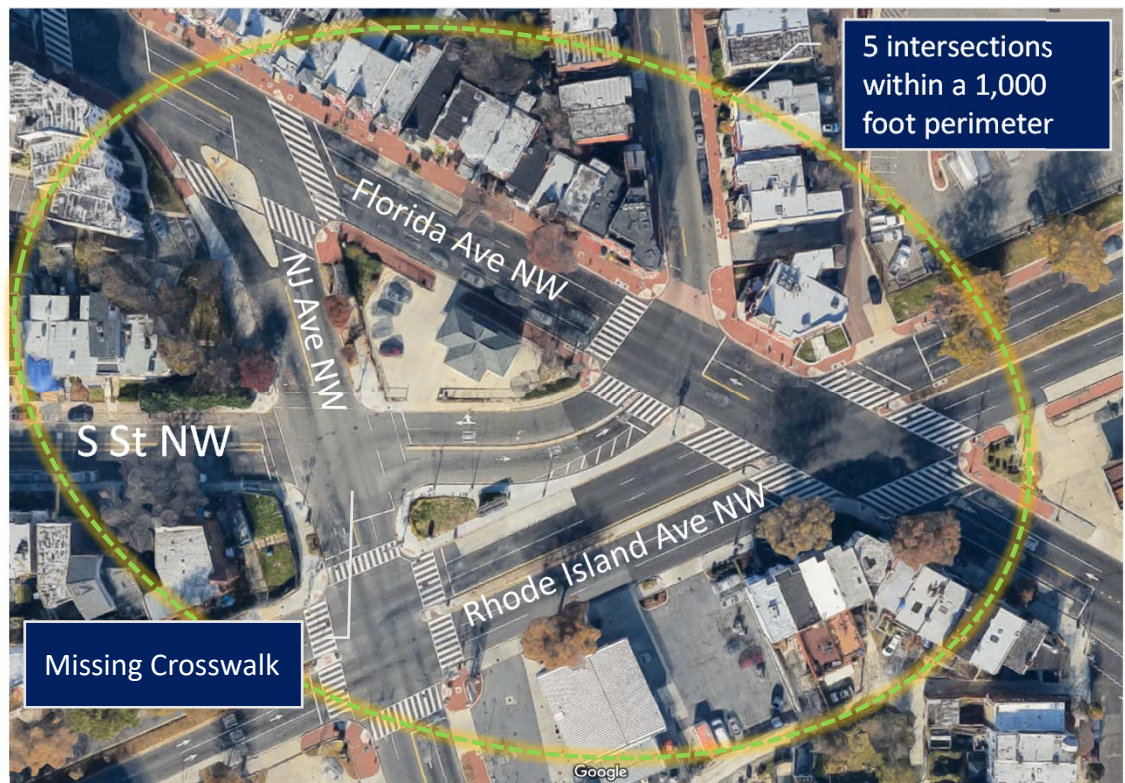 5 intersections
within a 1,000
foot perimeter
Florida Ave NW
NJ Ave NW
S St NW
Rhode Island Ave NW
Missing Crosswalk
Google